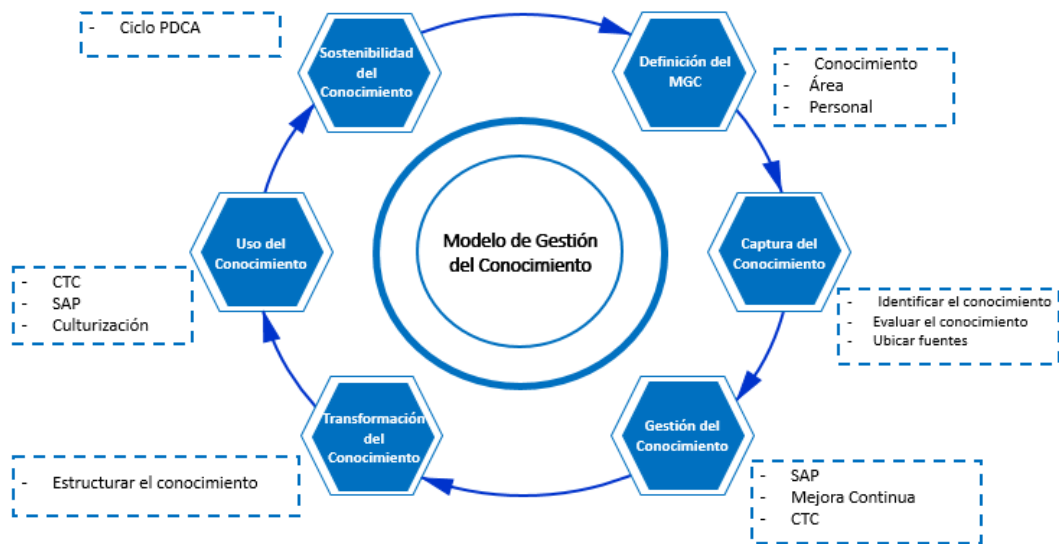 - Ciclo PDCA
Sostenibilidad
del
Conocimiento
Definición del
MGC
- Conocimiento
- Área
- Personal
Modelo de Gestión
del Conocimiento
Uso del
Conocimiento
Captura del
Conocimiento
- CTC
- SAP
- Culturización
- Identificar el conocimiento
- Evaluar el conocimiento
- Ubicar fuentes
Transformación
del
Conocimiento
Gestión del
Conocimiento
- Estructurar el conocimiento
- SAP
- Mejora Continua
- CTC